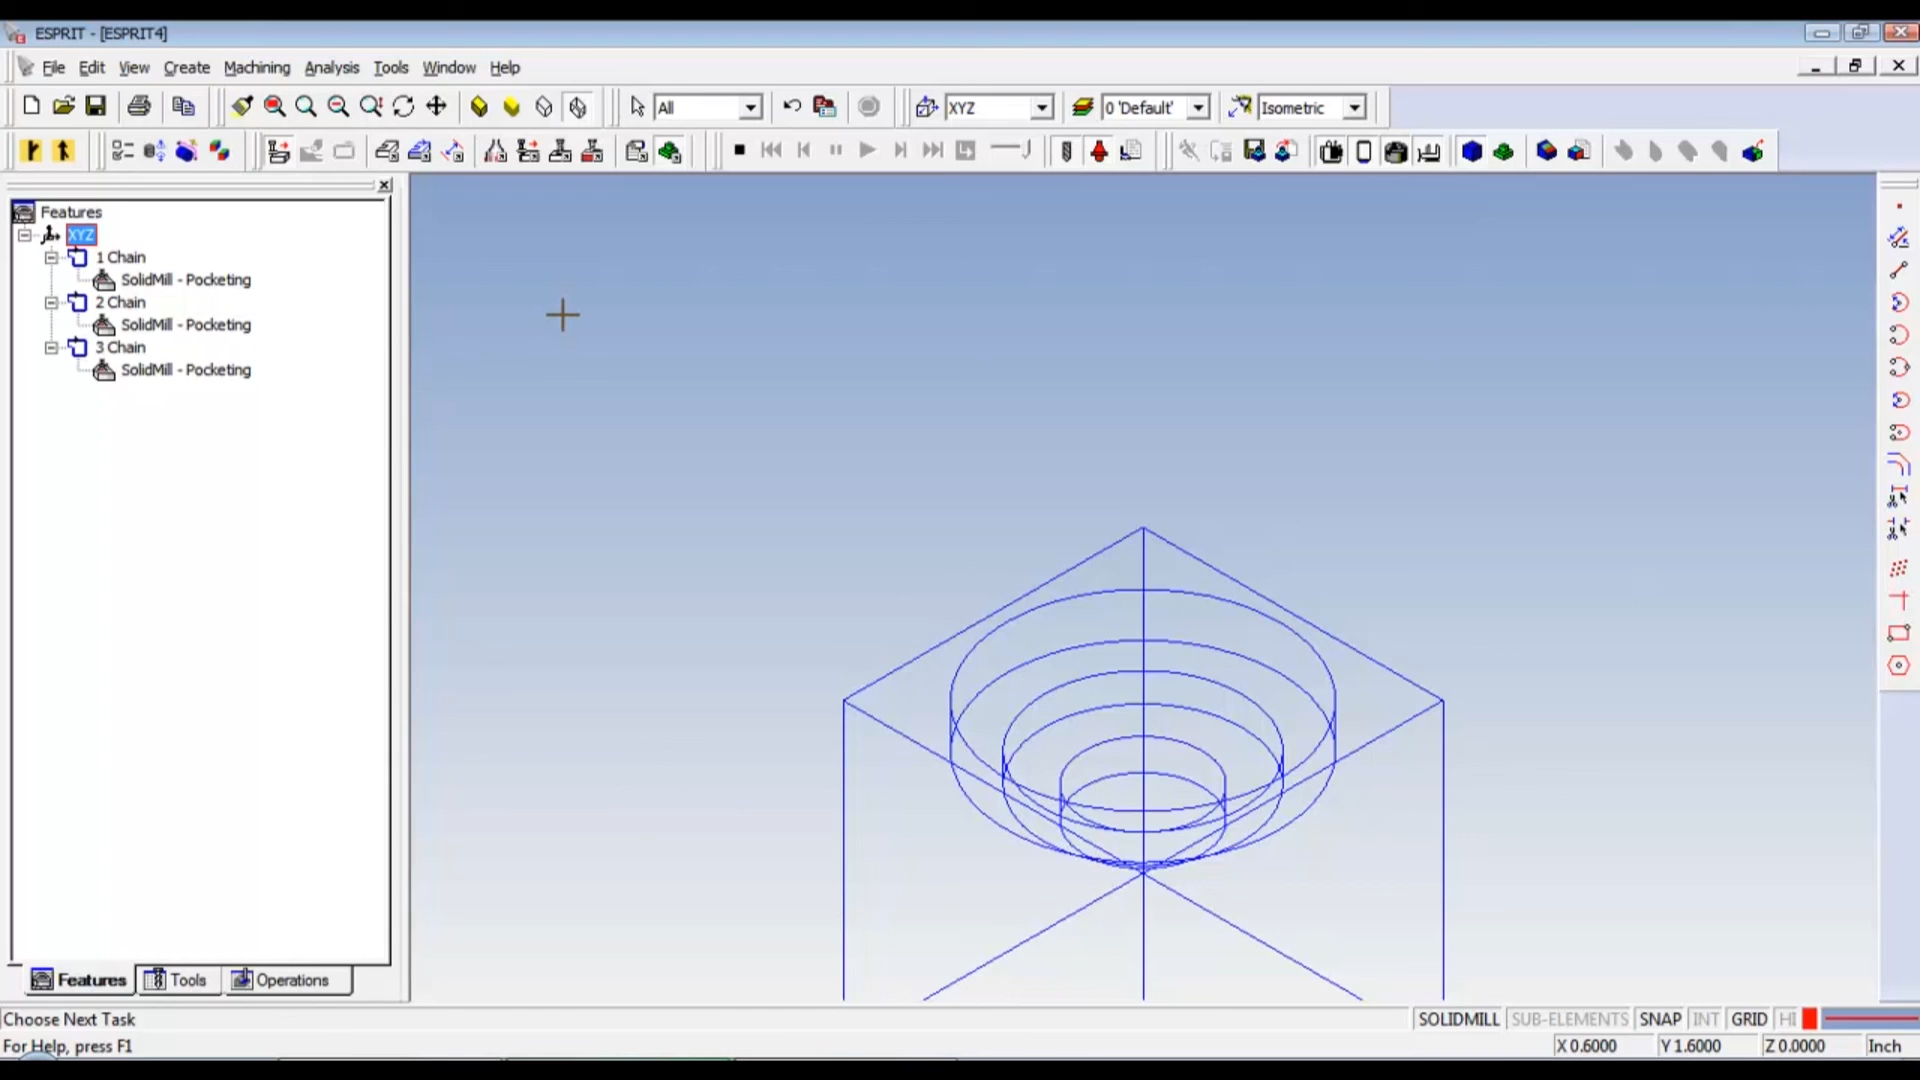 ESPRIT - [ESPRIT4]
File Edit View Create Machining Analysis Tools Window Help
All XYZ 0 'Default' Isometric
Features
XYZ
1 Chain
SolidMill - Pocketing
2 Chain
SolidMill - Pocketing
3 Chain
SolidMill - Pocketing
Features Tools Operations
Choose Next Task SOLIDMILL SUB-ELEMENTS SNAP INT GRID HI
For Help, press F1 X 0.6000 Y 1.6000 Z 0.0000 Inch